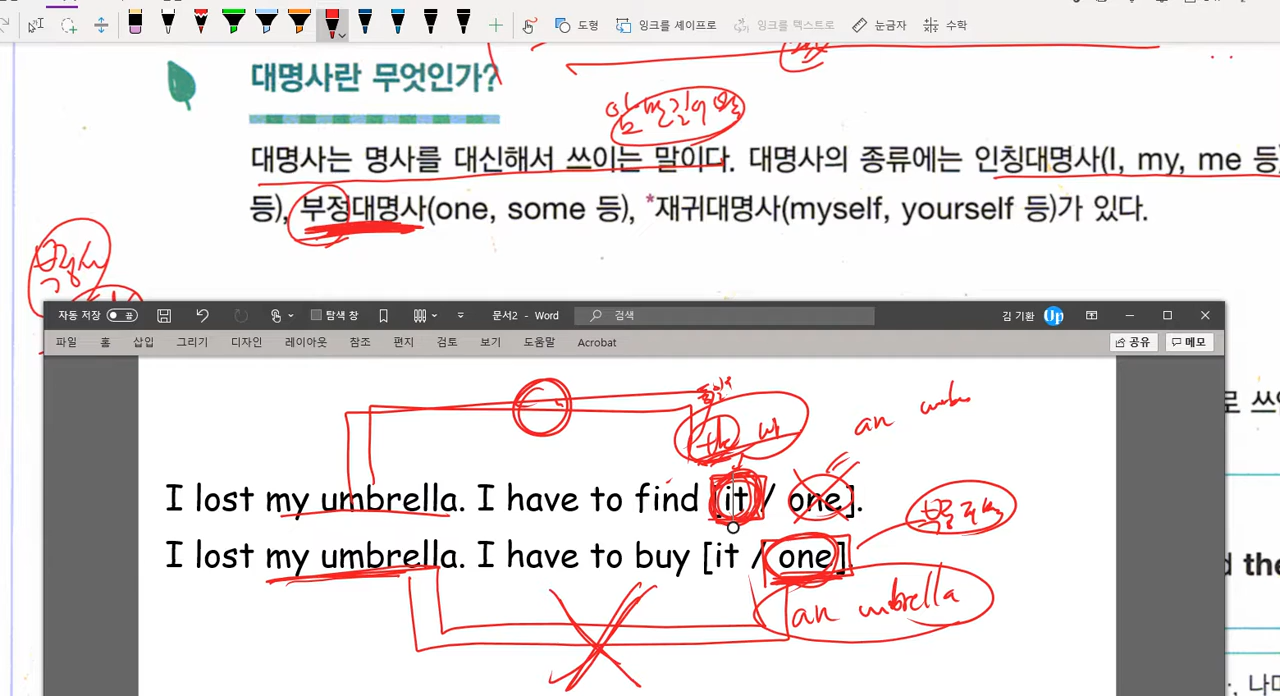 도형 잉크를 셰이프로 잉크를 텍스트로 눈금자 수학
대명사란 무엇인가?
대명사는 명사를 대신해서 쓰이는 말이다. 대명사의 종류에는 인칭대명사(I, my, me 등
등), 부정대명사(one, some 등), *재귀대명사(myself, yourself 등)가 있다.
자동 저장 끔 탐색 창 문서2 - Word 검색 김 기환 Up
파일 홈 삽입 그리기 디자인 레이아웃 참조 편지 검토 보기 도움말 Acrobat 공유 메모
로 쓰
an umb
the
I lost my umbrella. I have to find [it / one].
I lost my umbrella. I have to buy [it / one].
an umbrella
d the
나